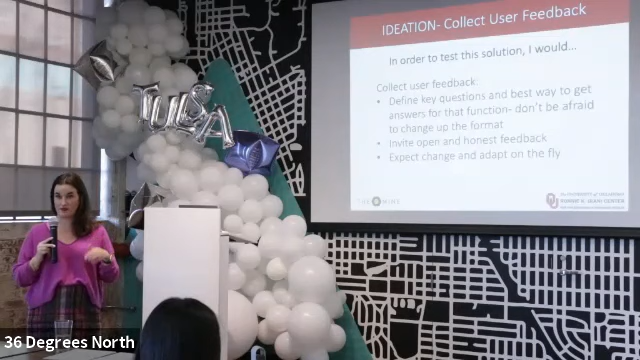 IDEATION- Collect User Feedback
In order to test this solution, I would...
Collect user feedback:
• Define key questions and best way to get
answers for that function- don't be afraid
to change up the format
• Invite open and honest feedback
• Expect change and adapt on the fly
TULSA
36 Degrees North